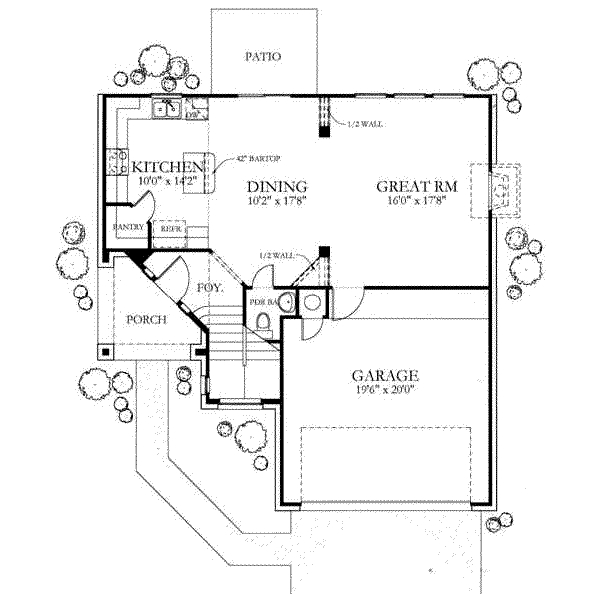 PATIO
D/W
1/2 WALL
KITCHEN
10'0" x 14'2"
42" BARTOP
DINING
10'2" x 17'8"
GREAT RM
16'0" x 17'8"
PANTRY
REFR.
1/2 WALL
FOY.
PDR BA
PORCH
GARAGE
19'6" x 20'0"